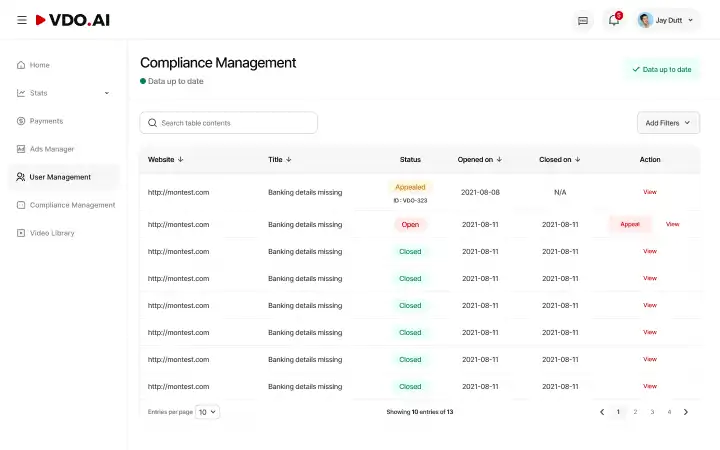 VDO.AI
5
Jay Dutt
Home
Stats
Payments
Ads Manager
User Management
Compliance Management
Video Library
Compliance Management
Data up to date
Data up to date
Search table contents
Add Filters
Website Title Status Opened on Closed on Action
http://montest.com Banking details missing Appealed 2021-08-08 N/A View
ID : VDO-323
http://montest.com Banking details missing Open 2021-08-11 2021-08-11 Appeal View
http://montest.com Banking details missing Closed 2021-08-11 2021-08-11 View
http://montest.com Banking details missing Closed 2021-08-11 2021-08-11 View
http://montest.com Banking details missing Closed 2021-08-11 2021-08-11 View
http://montest.com Banking details missing Closed 2021-08-11 2021-08-11 View
http://montest.com Banking details missing Closed 2021-08-11 2021-08-11 View
http://montest.com Banking details missing Closed 2021-08-11 2021-08-11 View
Entries per page 10 Showing 10 entries of 13 1 2 3 4